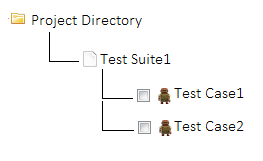 Project Directory
Test Suite1
Test Case1
Test Case2